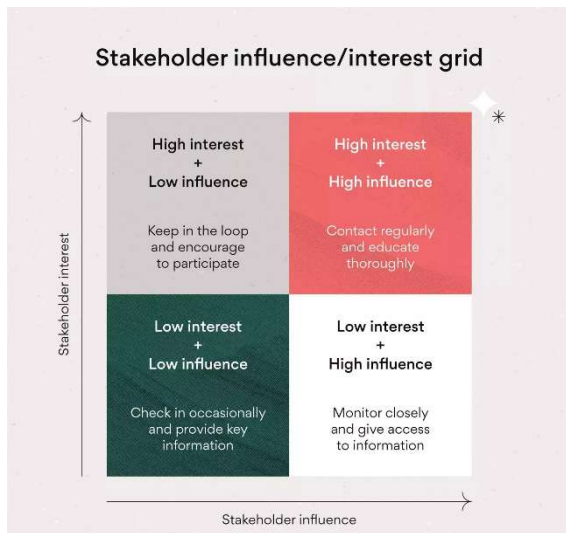 Stakeholder influence/interest grid
High interest
+
Low influence
Keep in the loop
and encourage
to participate
High interest
+
High influence
Contact regularly
and educate
thoroughly
Stakeholder interest
Low interest
+
Low influence
Check in occasionally
and provide key
information
Low interest
+
High influence
Monitor closely
and give access
to information
Stakeholder influence